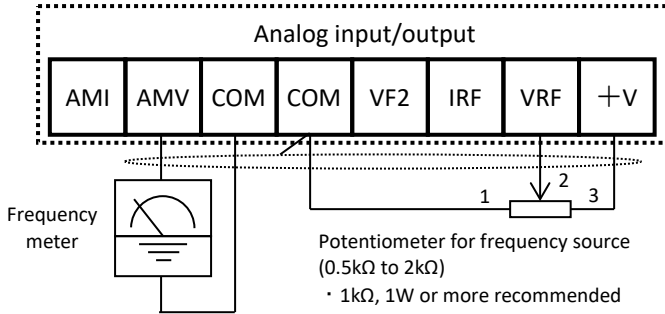 Analog input/output
AMI AMV COM COM VF2 IRF VRF ＋V
1 2 3
Frequency
meter
Potentiometer for frequency source
(0.5kΩ to 2kΩ)
・1kΩ, 1W or more recommended